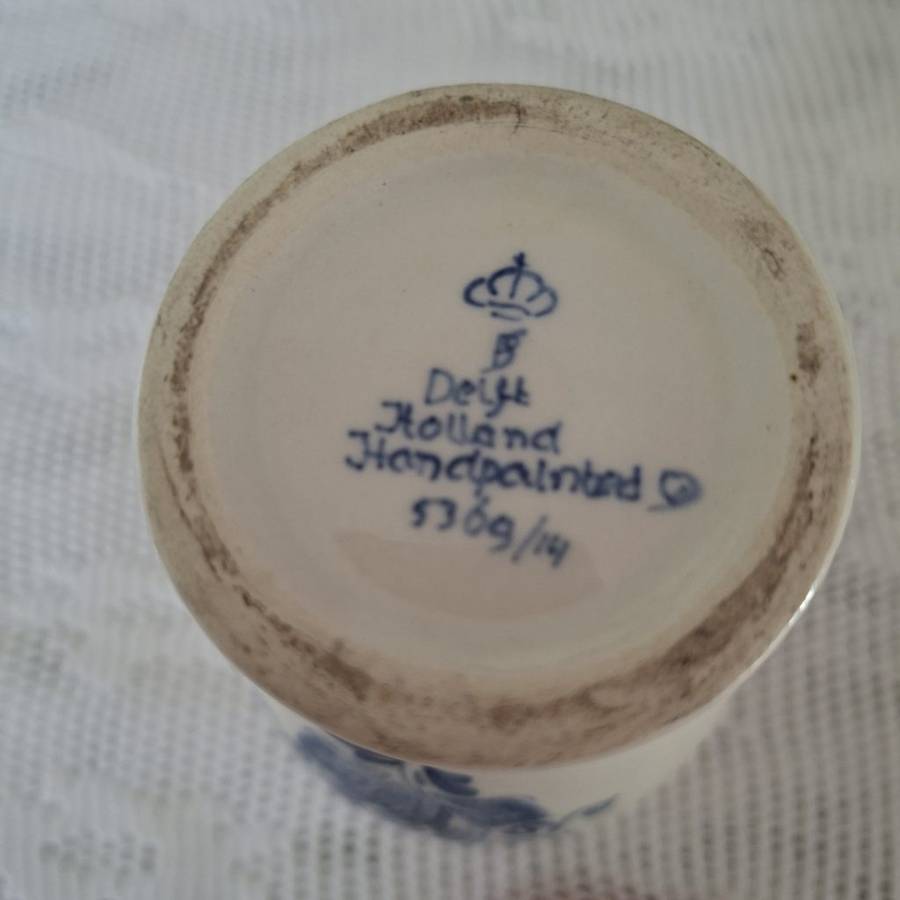 Delft
Holland
Handpainted
5309/14